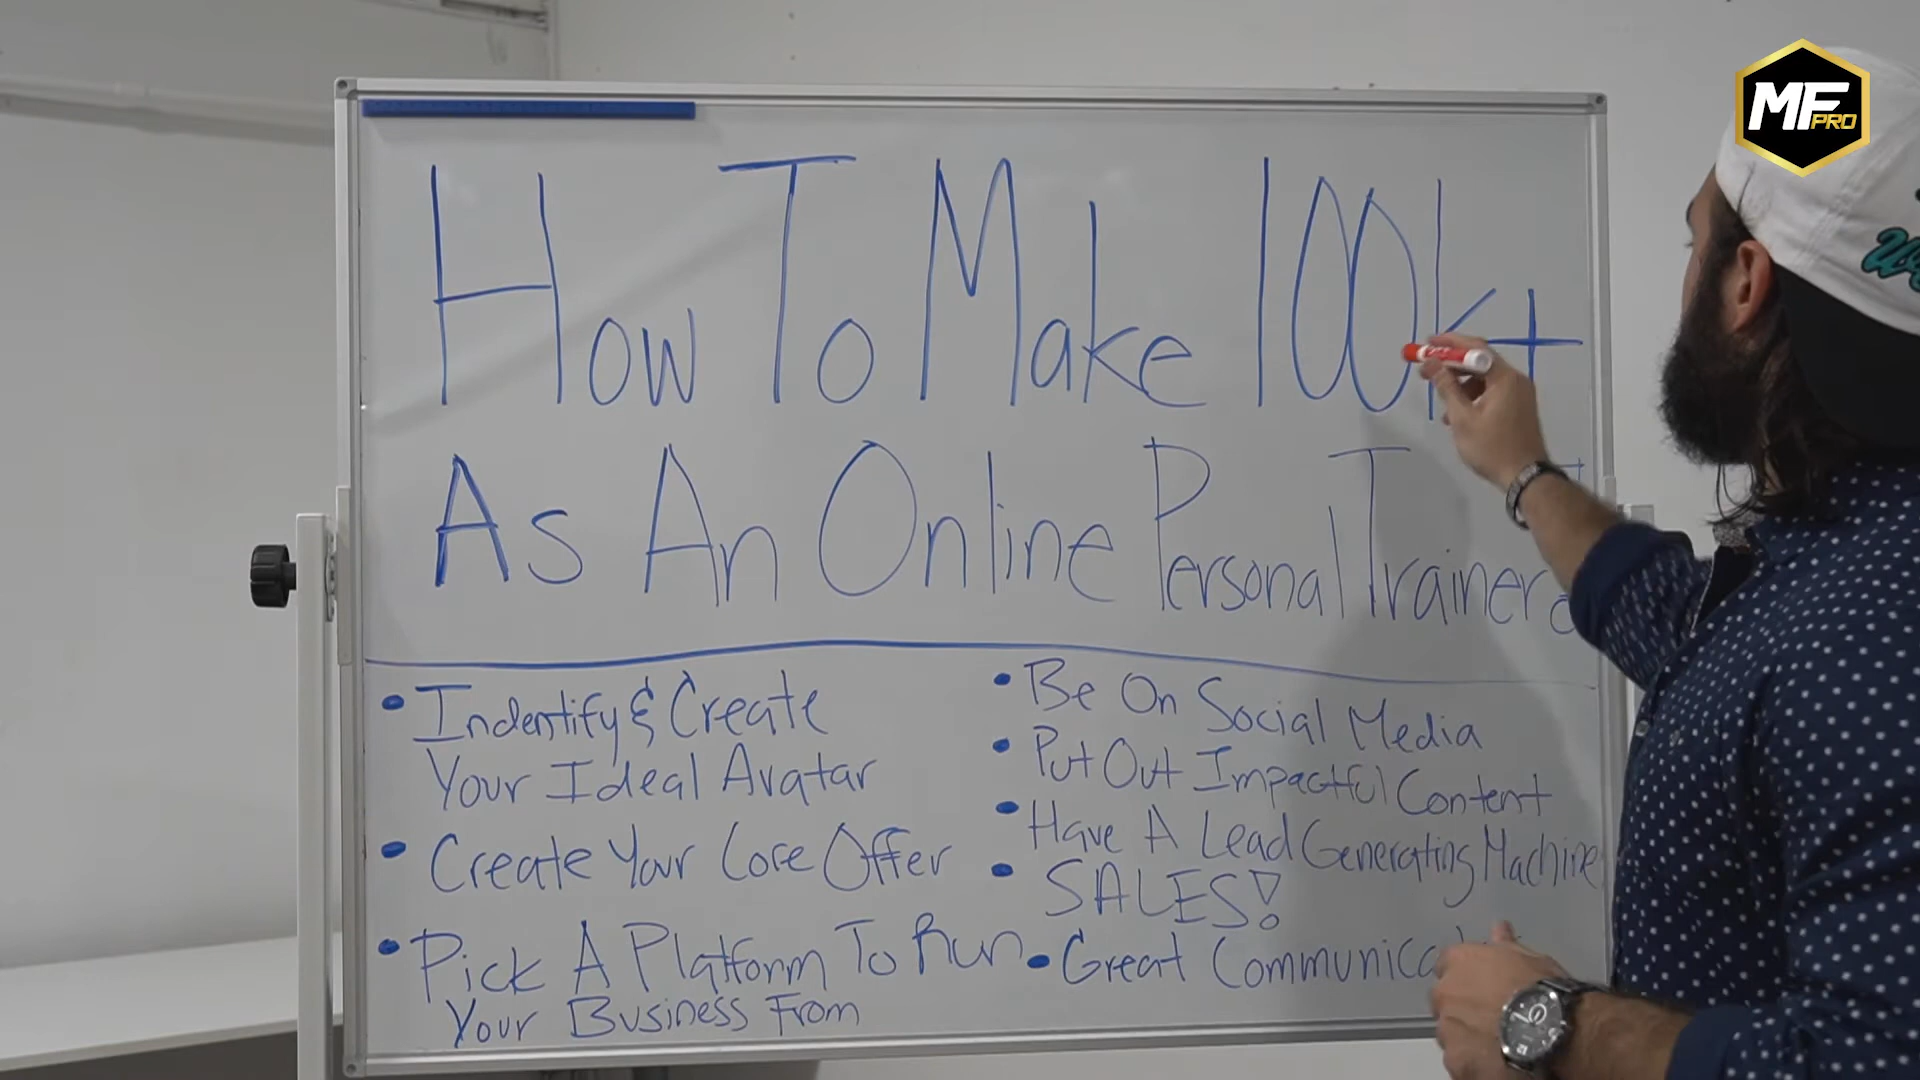 How To Make 100k+
As An Online Personal Trainer
• Indentify & Create
Your Ideal Avatar
• Create Your Core Offer
• Pick A Platform To Run
Your Business From
• Be On Social Media
• Put Out Impactful Content
• Have A Lead Generating Machine
• SALES!
• Great
MF
PRO